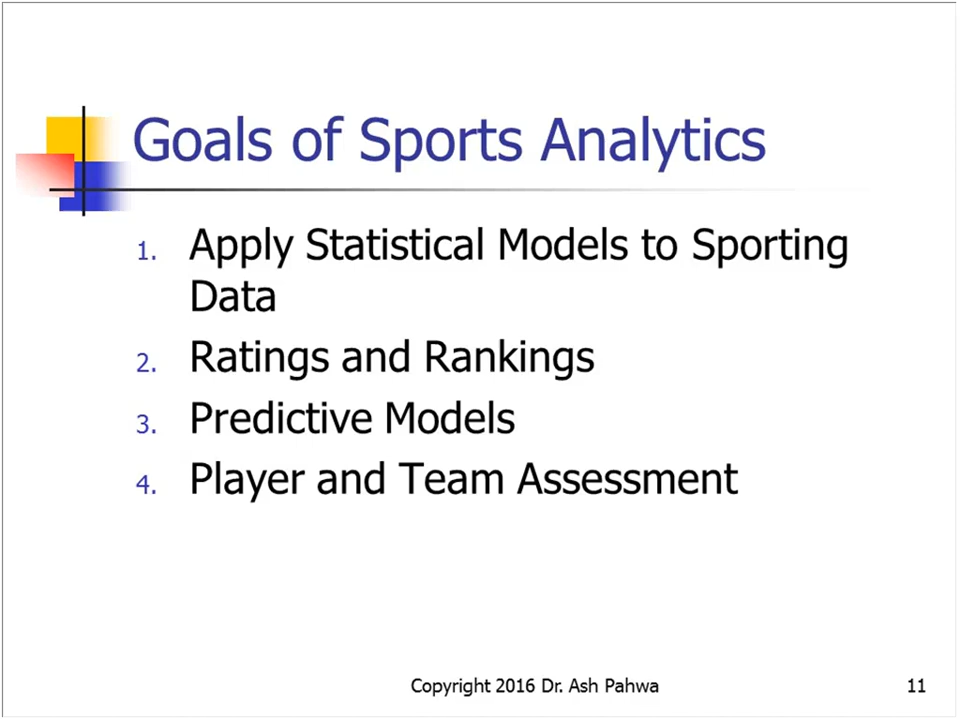 Goals of Sports Analytics
1. Apply Statistical Models to Sporting
Data
2. Ratings and Rankings
3. Predictive Models
4. Player and Team Assessment
Copyright 2016 Dr. Ash Pahwa 11